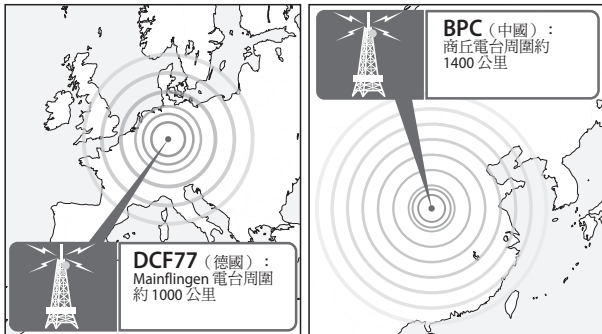 DCF77（德國）：
Mainflingen 電台周圍
約 1000 公里
BPC（中國）：
商丘電台周圍約
1400 公里